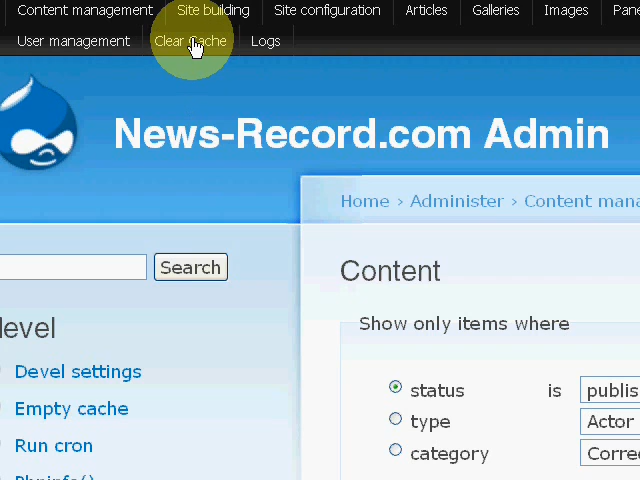 Content management Site building Site configuration Articles Galleries Images
User management Clear Cache Logs
News-Record.com Admin
Home › Administer › Content
Search
Content
Show only items where
Devel settings
status is
Empty cache
type Actor
Run cron
category